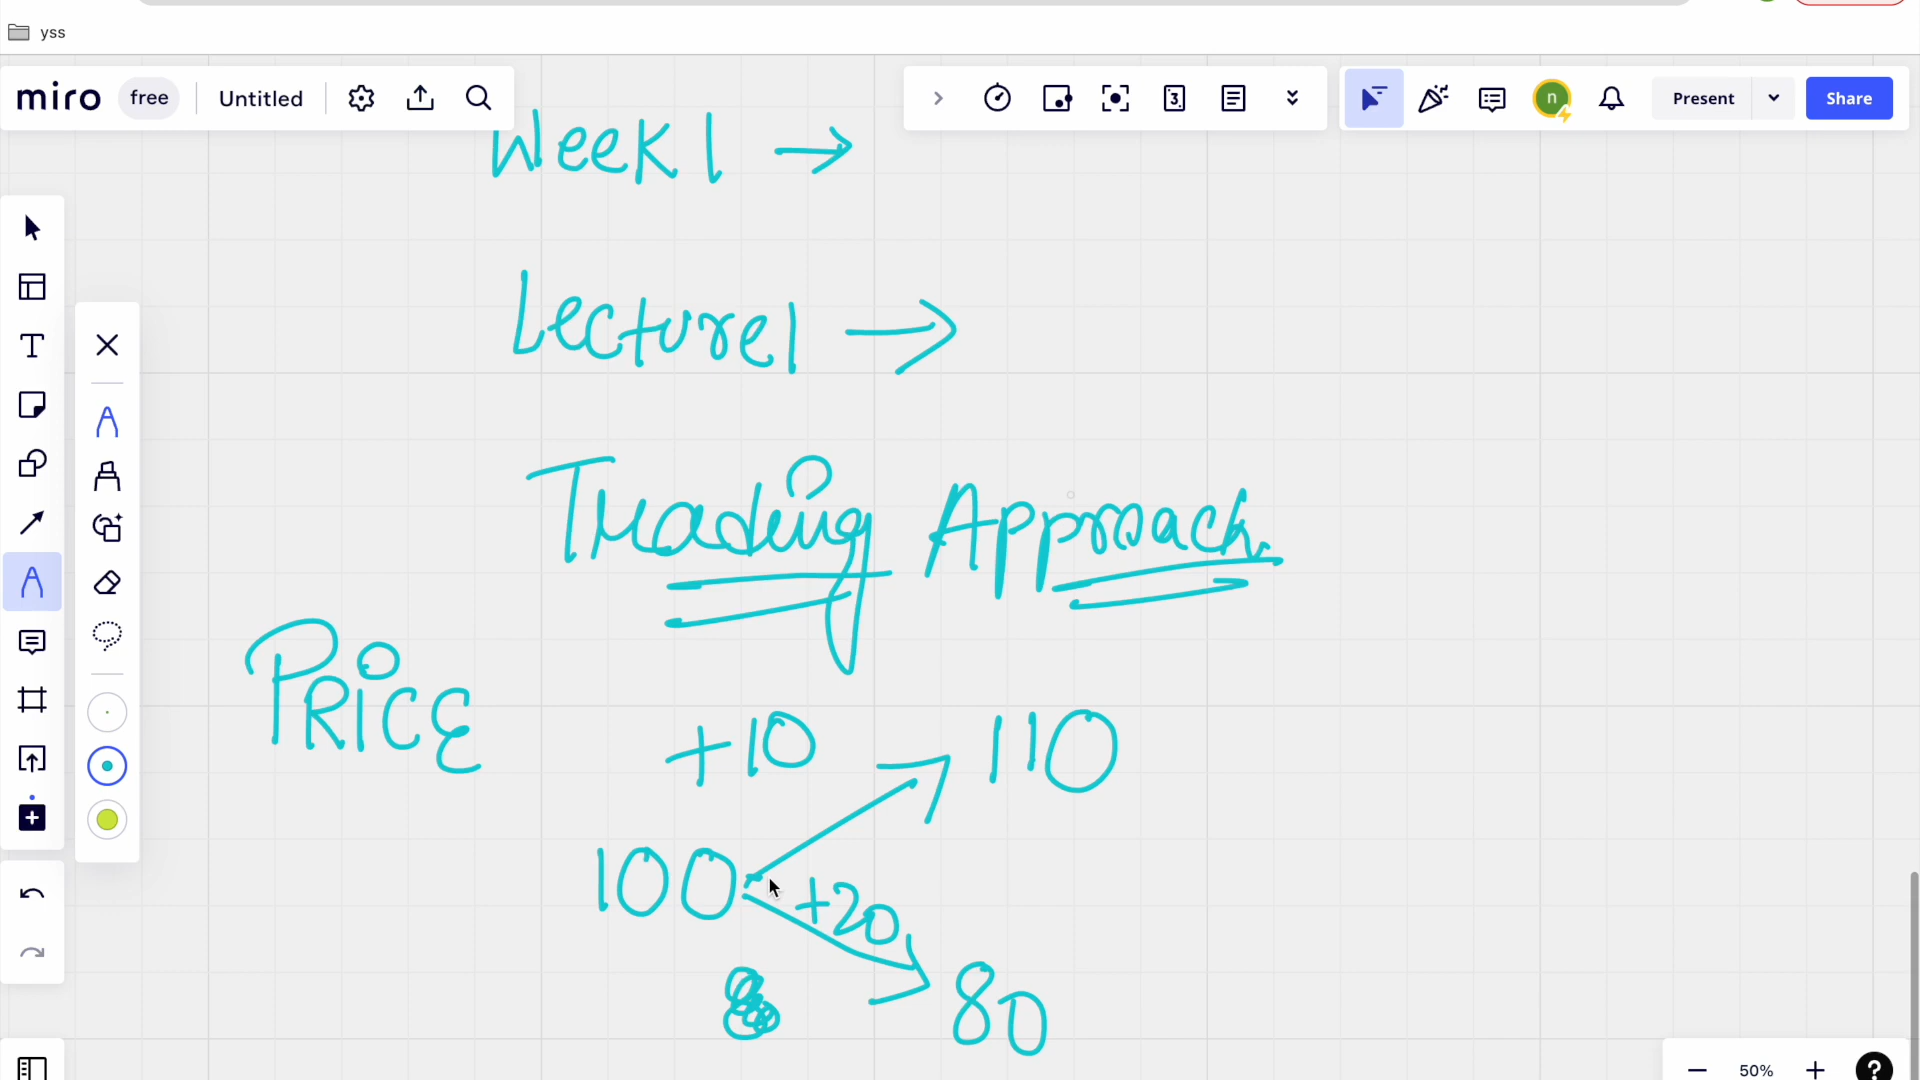 yss
miro free Untitled
3
n
Present
Share
Week 1 →
Lecture 1 →
Trading Approach
PRICE
+10
110
100
+20
80
50%
?